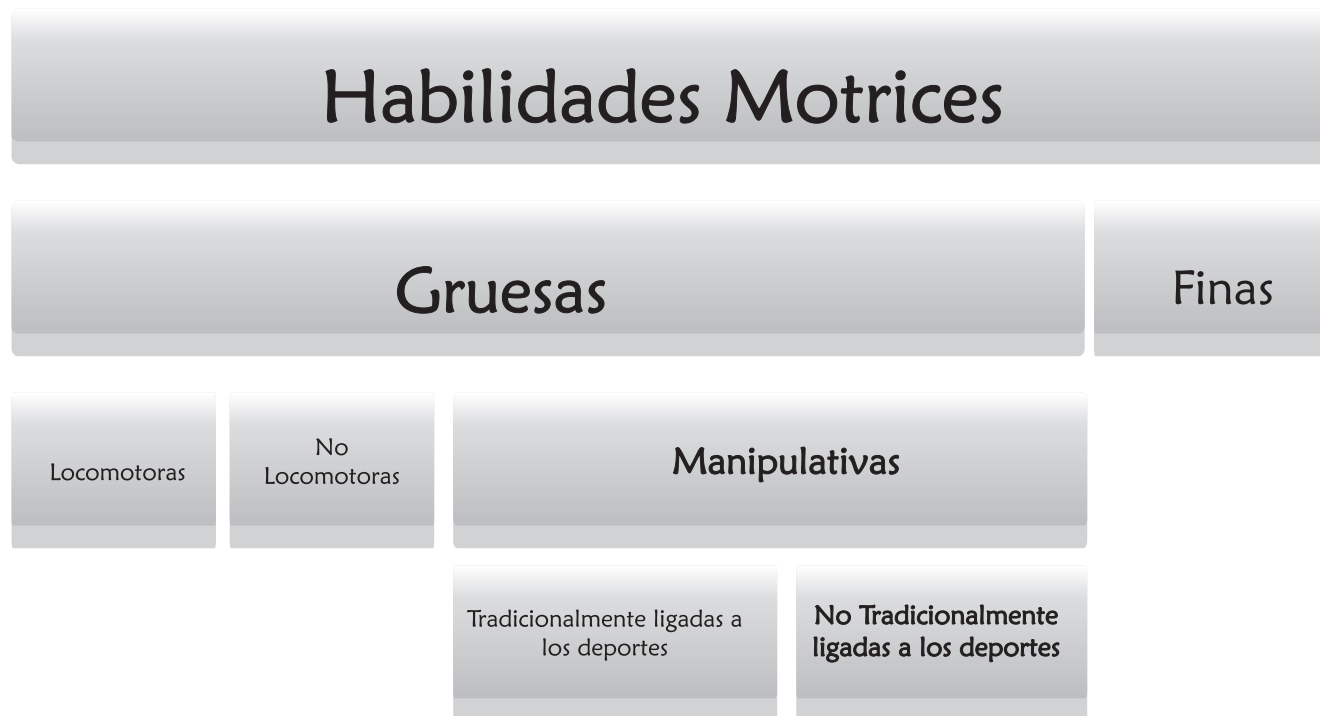 Habilidades Motrices
Gruesas
Finas
Locomotoras
No
Locomotoras
Manipulativas
Tradicionalmente ligadas a
los deportes
No Tradicionalmente
ligadas a los deportes